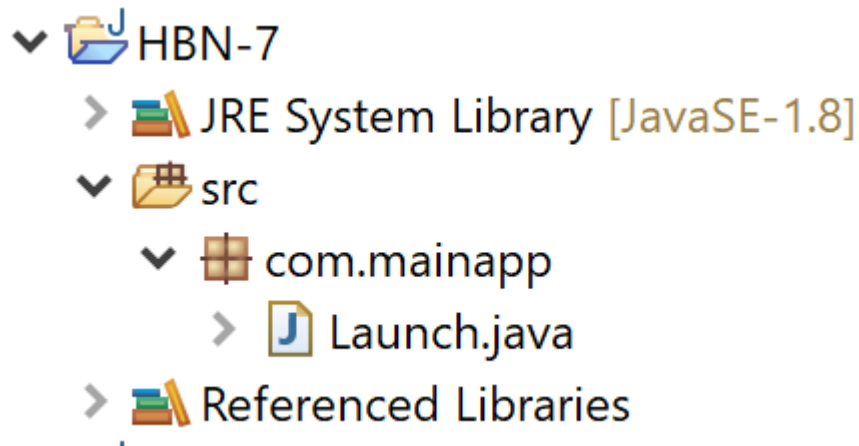 HBN-7
JRE System Library [JavaSE-1.8]
src
com.mainapp
Launch.java
Referenced Libraries